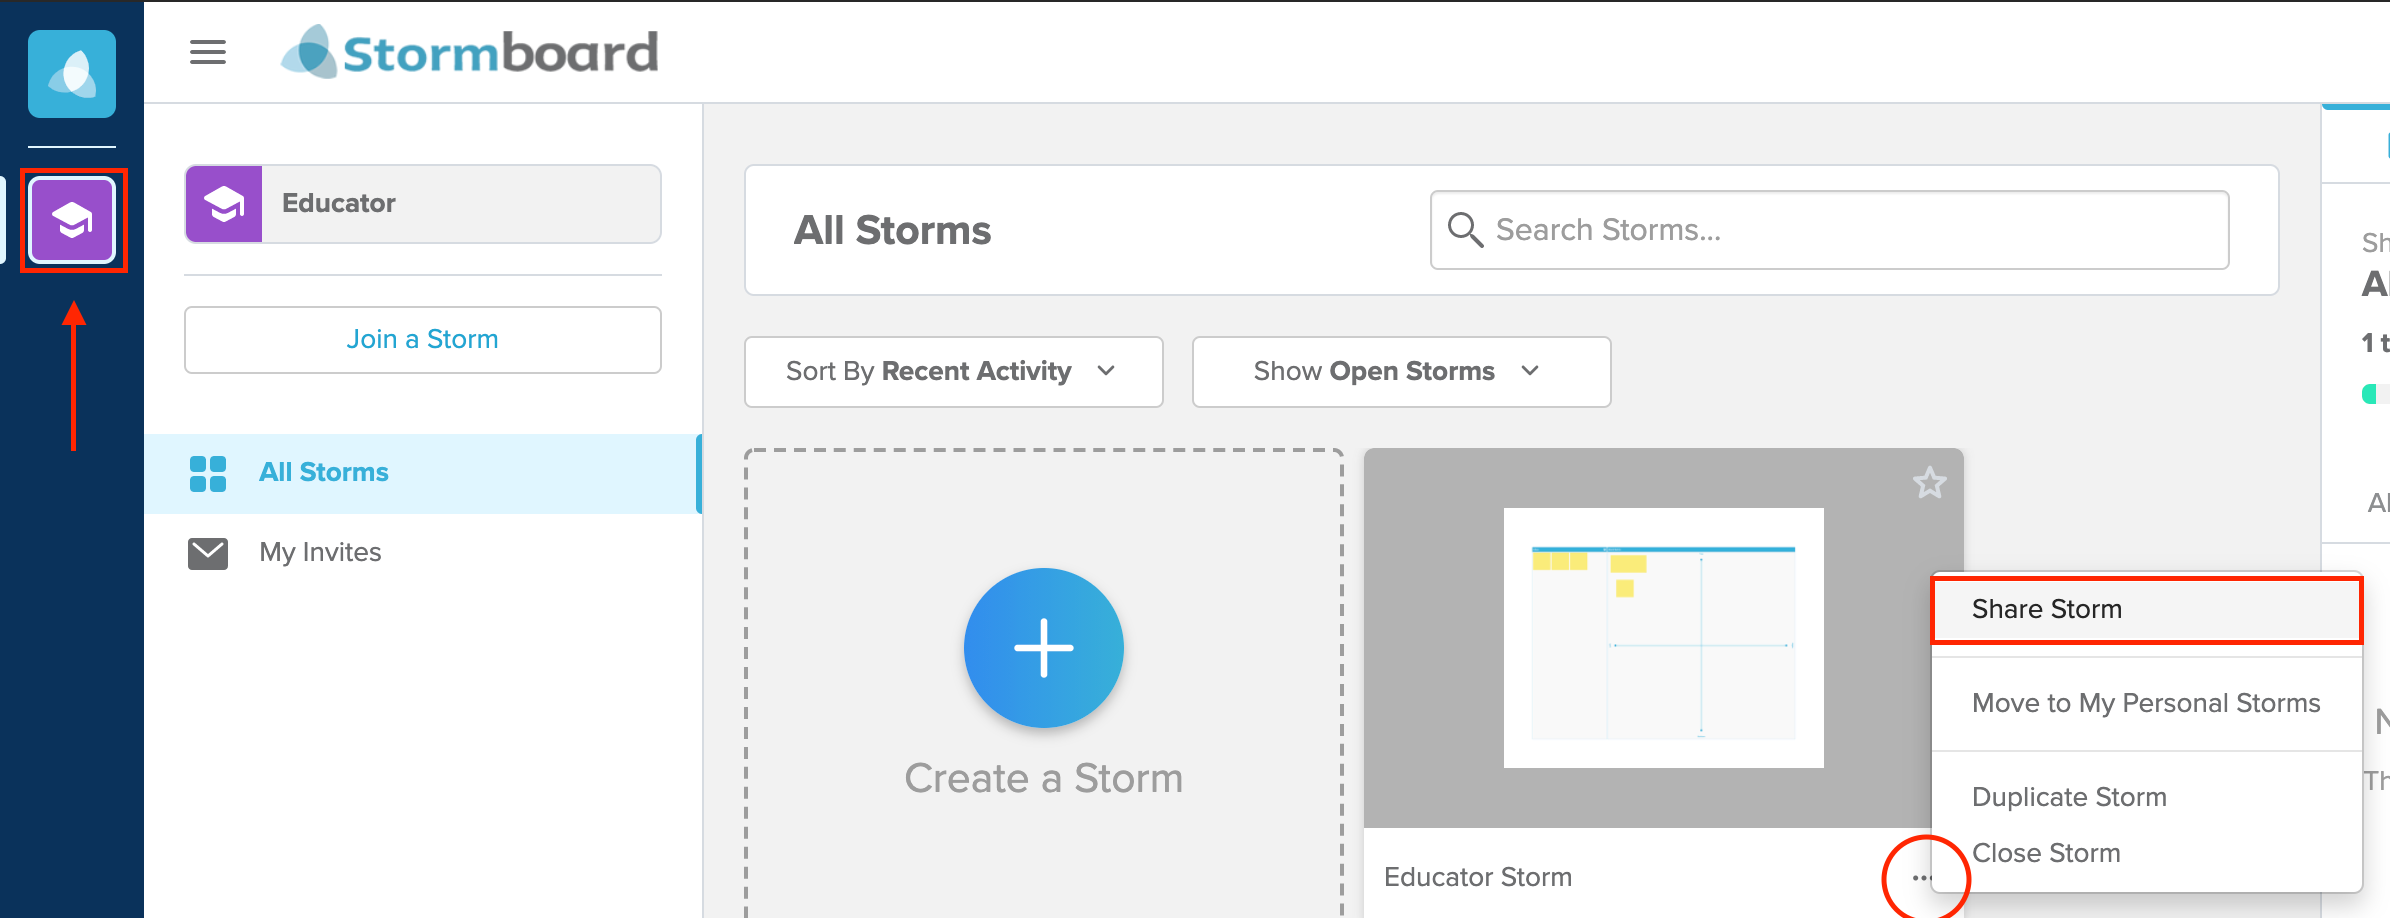 Stormboard
Educator
Join a Storm
All Storms
My Invites
All Storms
Search Storms...
Sort By Recent Activity
Show Open Storms
Create a Storm
Educator Storm
...
Share Storm
Move to My Personal Storms
Duplicate Storm
Close Storm
Sh
1 t
Th